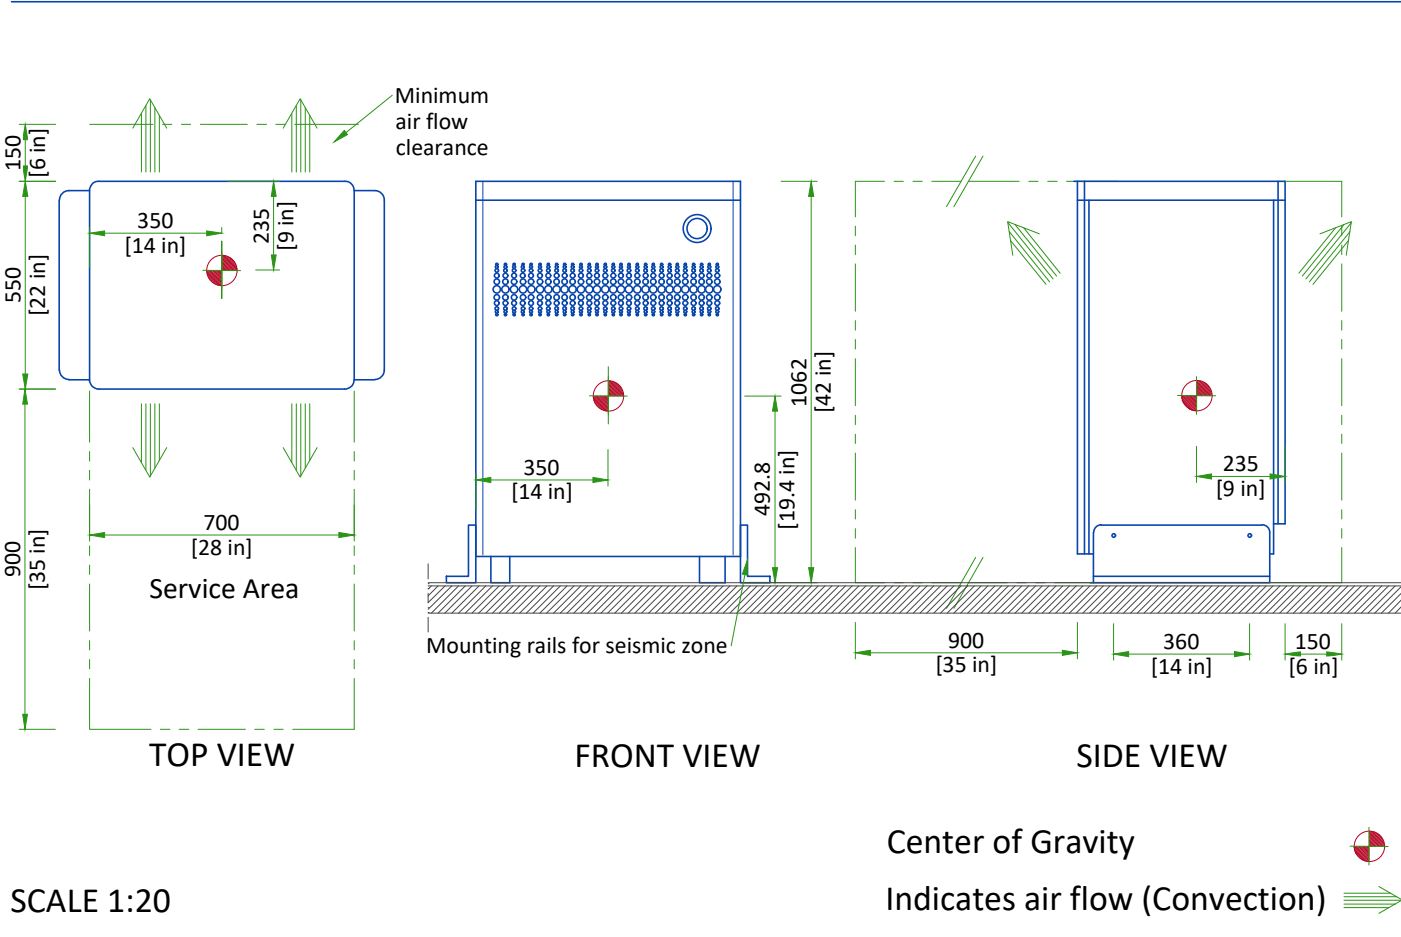 Minimum
air flow
clearance
150
[6 in]
350
[14 in]
235
[9 in]
550
[22 in]
900
[35 in]
700
[28 in]
Service Area
TOP VIEW
350
[14 in]
492.8
[19.4 in]
1062
[42 in]
Mounting rails for seismic zone
FRONT VIEW
235
[9 in]
900
[35 in]
360
[14 in]
150
[6 in]
SIDE VIEW
Center of Gravity
Indicates air flow (Convection)
SCALE 1:20